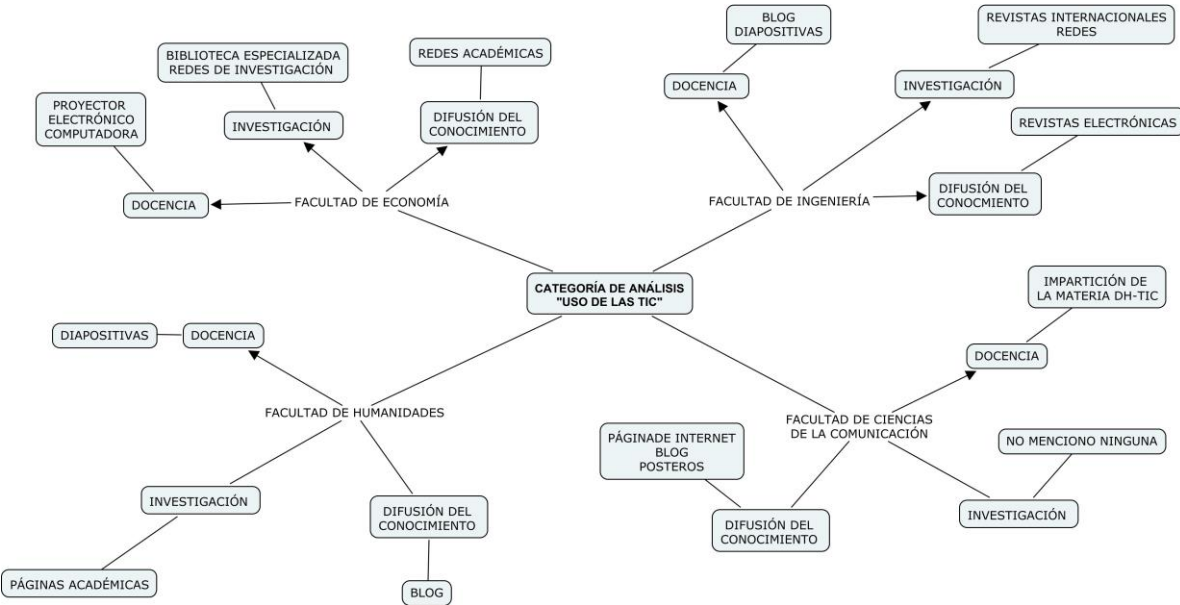 BIBLIOTECA ESPECIALIZADA
REDES DE INVESTIGACIÓN
REDES ACADÉMICAS
PROYECTOR
ELECTRÓNICO
COMPUTADORA
INVESTIGACIÓN
DIFUSIÓN DEL
CONOCIMIENTO
DOCENCIA
FACULTAD DE ECONOMÍA
BLOG
DIAPOSITIVAS
REVISTAS INTERNACIONALES
REDES
DOCENCIA
INVESTIGACIÓN
REVISTAS ELECTRÓNICAS
FACULTAD DE INGENIERÍA
DIFUSIÓN DEL
CONOCMIENTO
CATEGORÍA DE ANÁLISIS
"USO DE LAS TIC"
DIAPOSITIVAS
DOCENCIA
FACULTAD DE HUMANIDADES
INVESTIGACIÓN
DIFUSIÓN DEL
CONOCIMIENTO
PÁGINAS ACADÉMICAS
BLOG
IMPARTICIÓN DE
LA MATERIA DH-TIC
DOCENCIA
FACULTAD DE CIENCIAS
DE LA COMUNICACIÓN
PÁGINADE INTERNET
BLOG
POSTEROS
NO MENCIONO NINGUNA
DIFUSIÓN DEL
CONOCIMIENTO
INVESTIGACIÓN